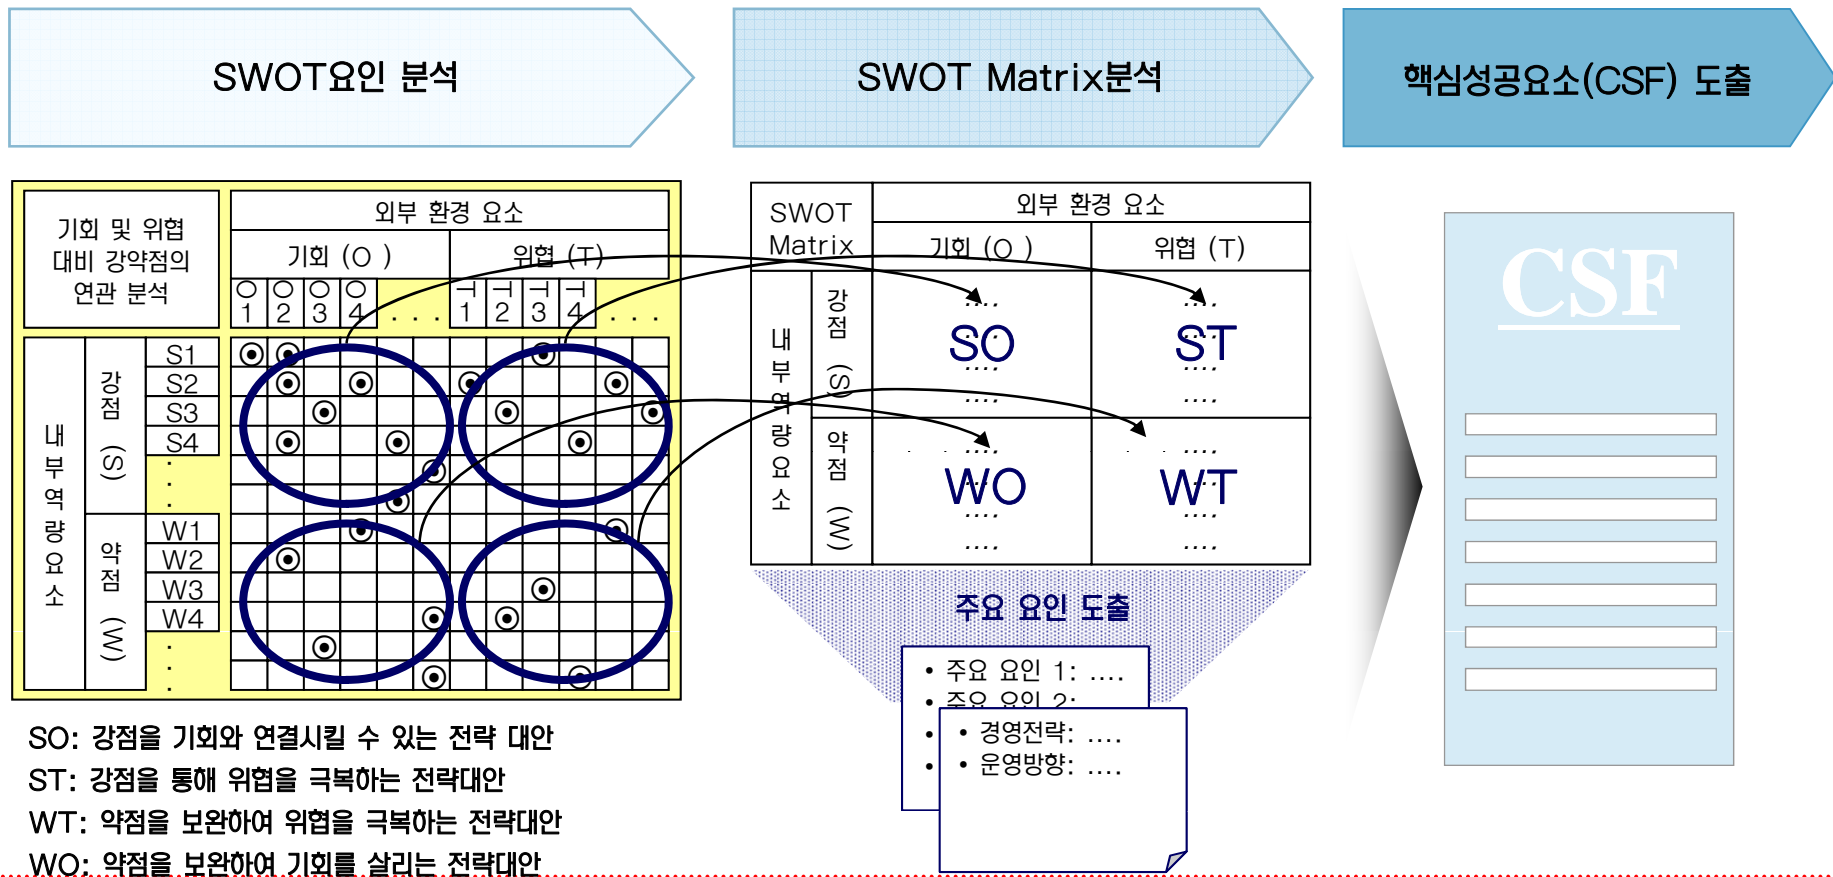 SWOT요인 분석
SWOT Matrix분석
핵심성공요소(CSF) 도출
기회 및 위협
대비 강약점의
연관 분석
외부 환경 요소
기회 (O )
위협 (T)
O1 O2 O3 O4 . . . T1 T2 T3 T4 . . .
내부역량요소
강점 (S)
S1
S2
S3
S4
.
.
약점 (W)
W1
W2
W3
W4
.
.
SWOT
Matrix
외부 환경 요소
기회 (O )
위협 (T)
내부역량요소
강점 (S)
....
....
SO
ST
....
....
....
....
약점 (W)
....
....
WO
WT
....
....
....
....
주요 요인 도출
• 주요 요인 1: ....
• 주요 요인 2:
•
•
• 경영전략: ....
• 운영방향: ....
CSF
SO: 강점을 기회와 연결시킬 수 있는 전략 대안
ST: 강점을 통해 위협을 극복하는 전략대안
WT: 약점을 보완하여 위협을 극복하는 전략대안
WO: 약점을 보완하여 기회를 살리는 전략대안